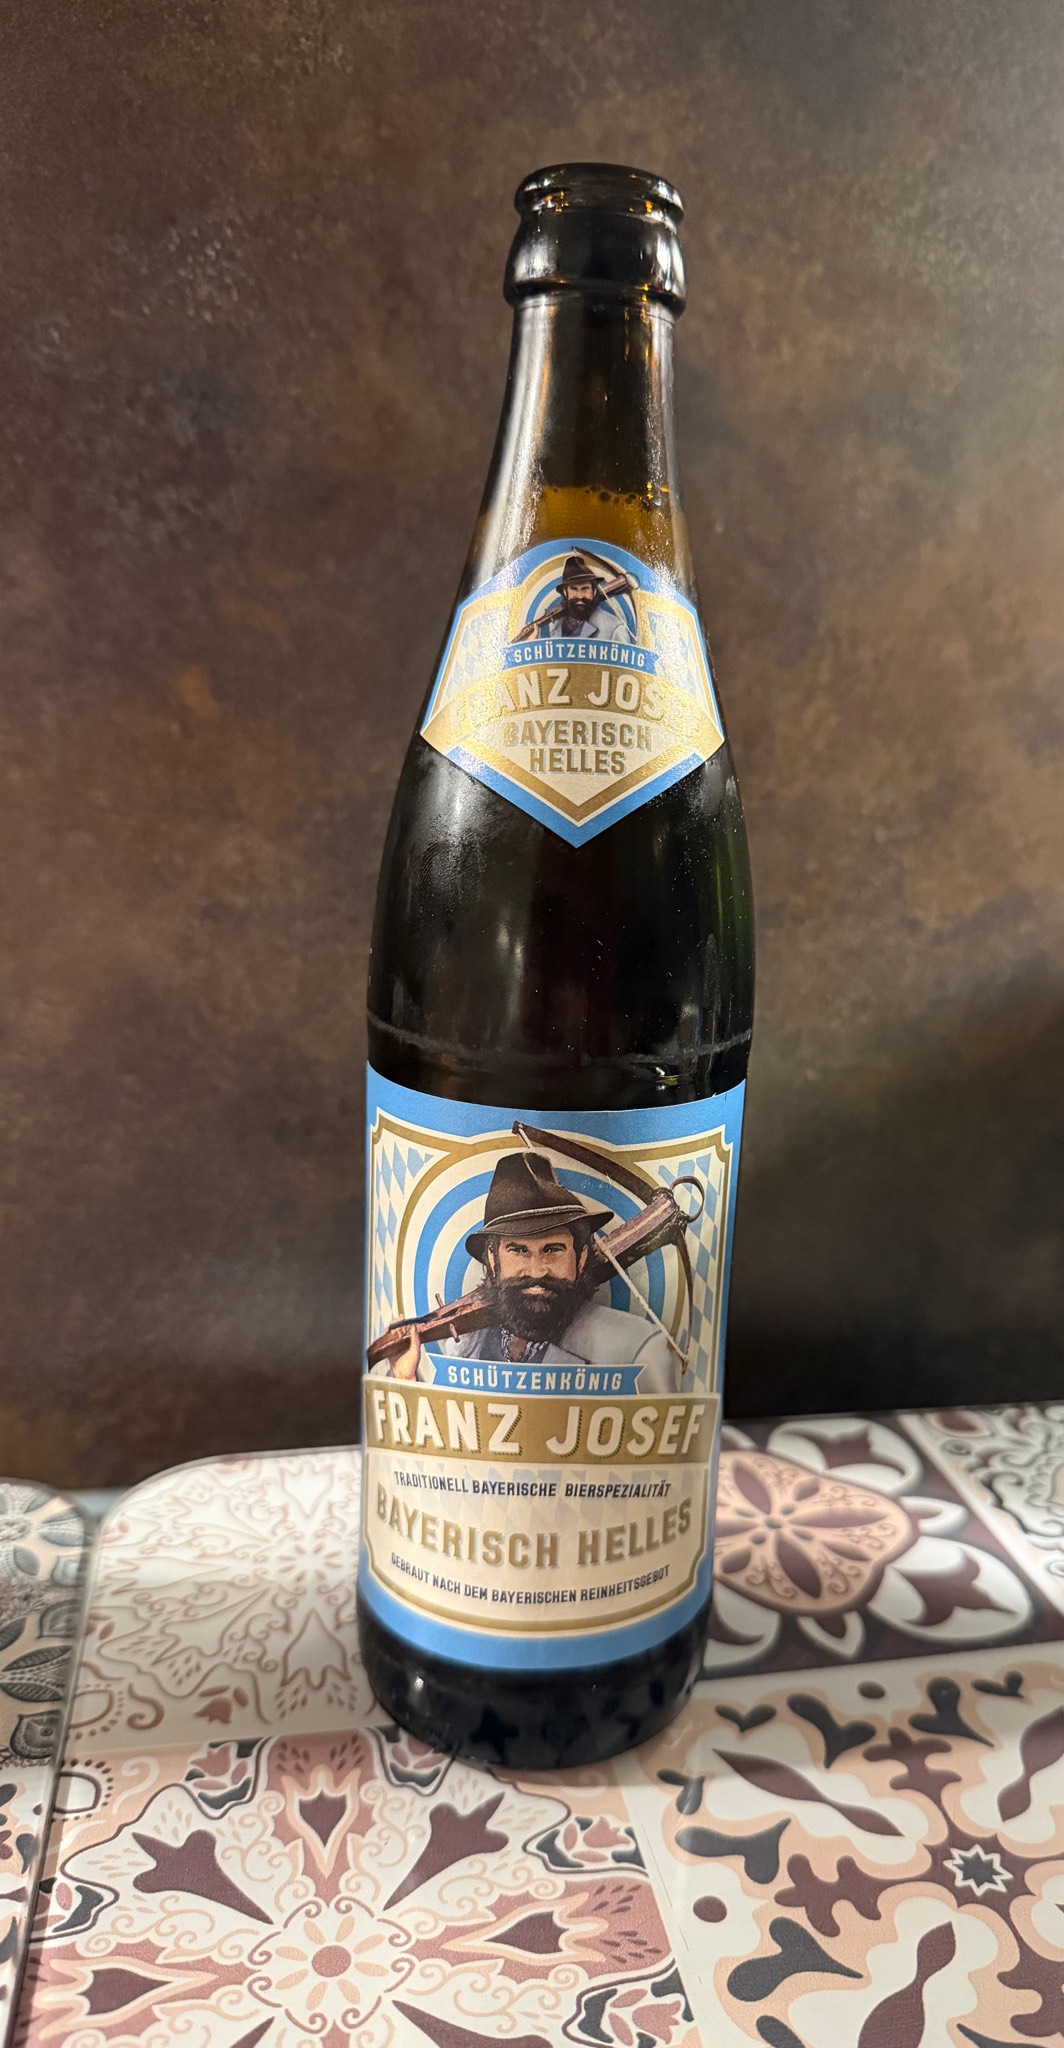 SCHÜTZENKÖNIG
FRANZ JOSEF
BAYERISCH
HELLES
SCHÜTZENKÖNIG
FRANZ JOSEF
TRADITIONELL BAYERISCHE BIERSPEZIALITÄT
BAYERISCH HELLES
GEBRAUT NACH DEM BAYERISCHEN REINHEITSGEBOT